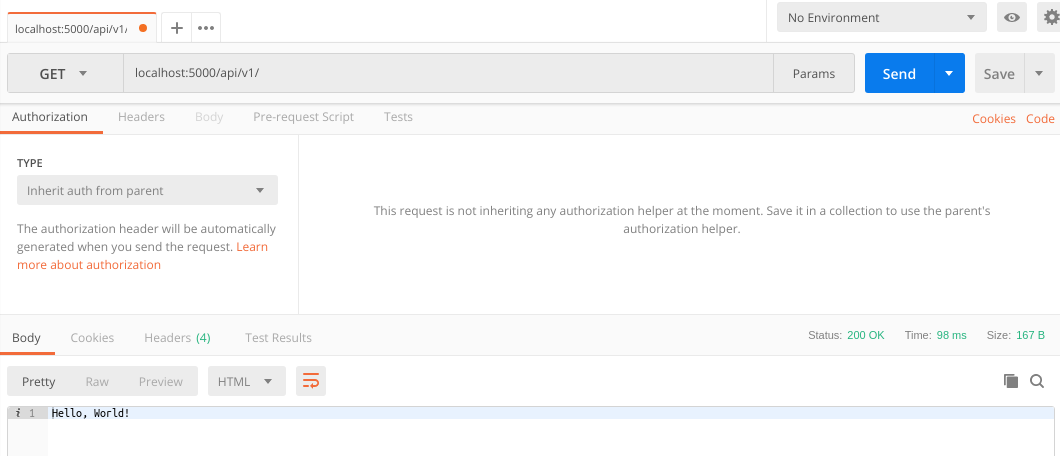 localhost:5000/api/v1/
No Environment
GET localhost:5000/api/v1/ Params Send Save
Authorization Headers Body Pre-request Script Tests Cookies Code
TYPE
Inherit auth from parent
The authorization header will be automatically
generated when you send the request. Learn
more about authorization
This request is not inheriting any authorization helper at the moment. Save it in a collection to use the parent's
authorization helper.
Body Cookies Headers (4) Test Results Status: 200 OK Time: 98 ms Size: 167 B
Pretty Raw Preview HTML
i 1 Hello, World!